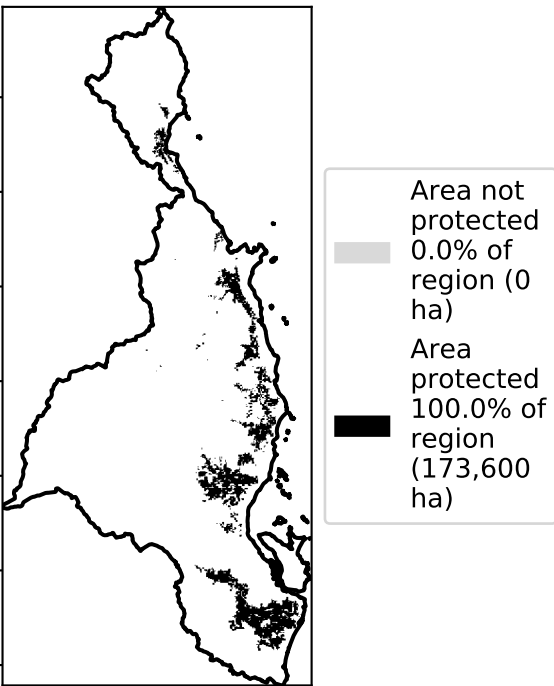 Area not
protected
0.0% of
region (0
ha)
Area
protected
100.0% of
region
(173,600
ha)